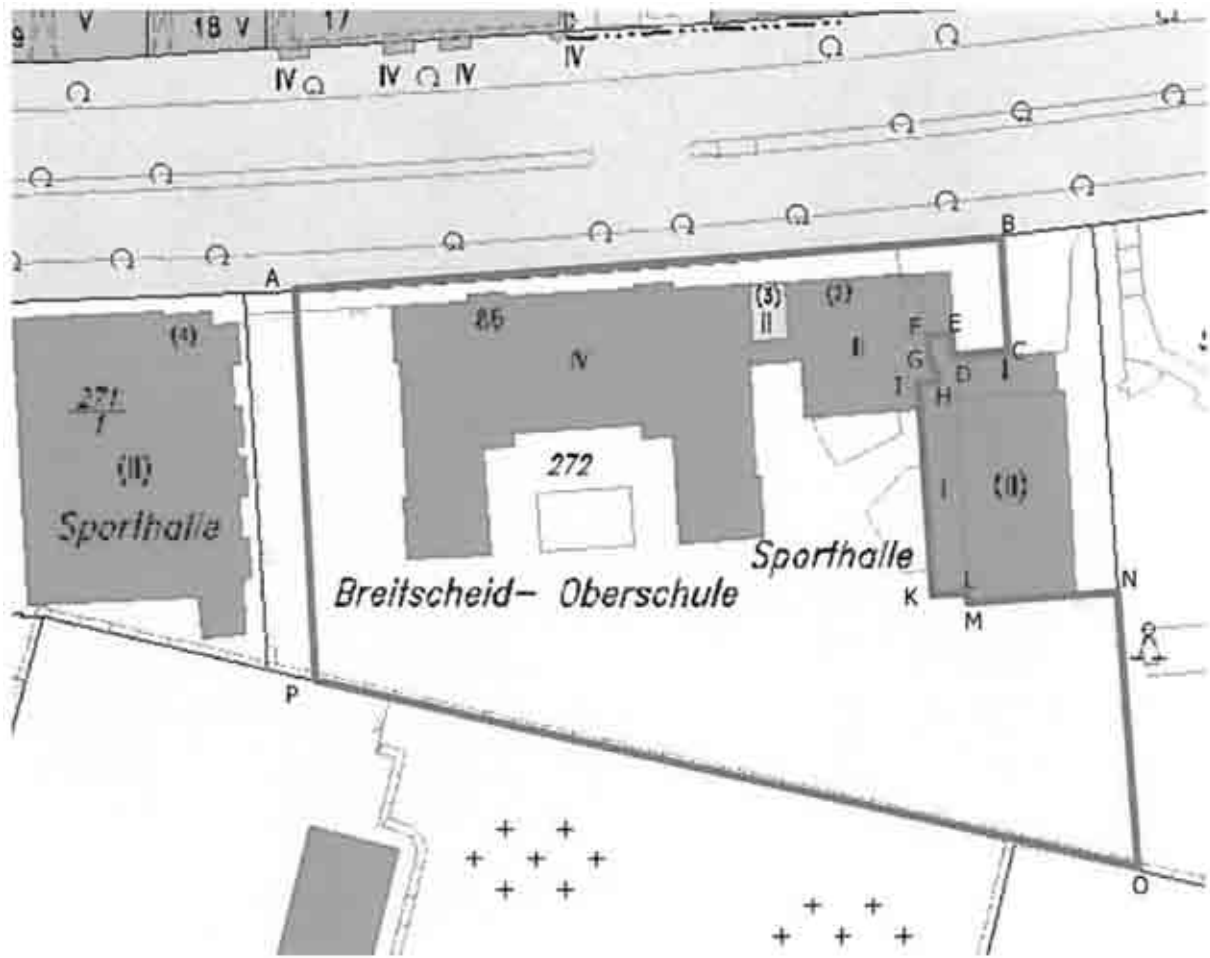 9 V 18 V 17
IV IV IV IV
A B
(4) 85 (3) II (2)
F E
IV II
G D C I
271/1 I H
(II) 272 I (II)
Sporthalle Sporthalle
Breitscheid- Oberschule K L N
M
P
O